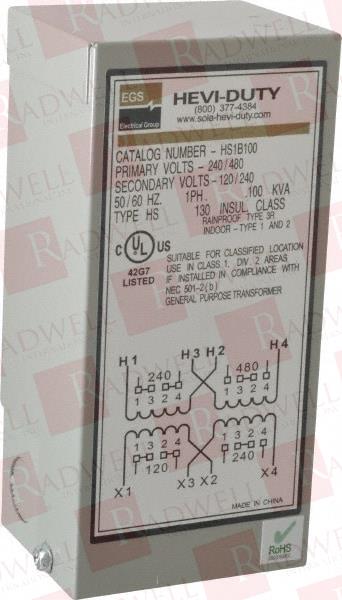 EGS
Electrical Group
HEVI-DUTY
(800) 377-4384
www.sola-hevi-duty.com
CATALOG NUMBER - HS1B100
PRIMARY VOLTS - 240/480
SECONDARY VOLTS - 120/240
50/60 HZ. 1PH. .100 KVA
TYPE HS 130 INSUL. CLASS
RAINPROOF TYPE 3R
INDOOR - TYPE 1 AND 2
C UL US
42G7
LISTED
SUITABLE FOR CLASSIFIED LOCATION
USE IN CLASS 1, DIV. 2 AREAS
IF INSTALLED IN COMPLIANCE WITH
NEC 501-2(b)
GENERAL PURPOSE TRANSFORMER
H1 H3 H2 H4
240 480
1 3 2 4 1 3 2 4
1 3 2 4 1 3 2 4
120 240
X1 X3 X2 X4
MADE IN CHINA
RoHS
RADWELL